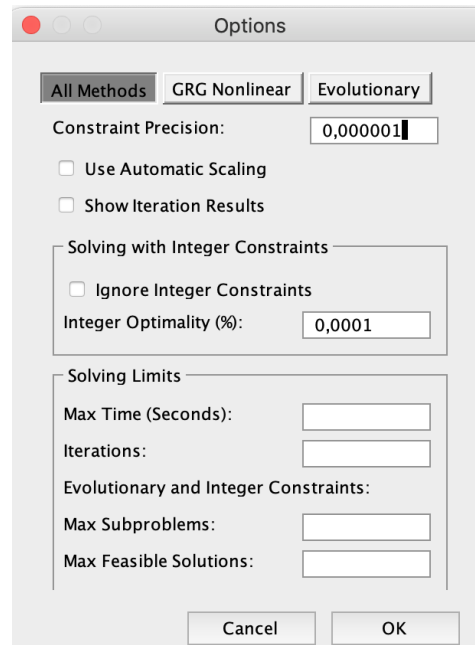 Options
All Methods GRG Nonlinear Evolutionary
Constraint Precision: 0,000001
Use Automatic Scaling
Show Iteration Results
Solving with Integer Constraints
Ignore Integer Constraints
Integer Optimality (%): 0,0001
Solving Limits
Max Time (Seconds):
Iterations:
Evolutionary and Integer Constraints:
Max Subproblems:
Max Feasible Solutions:
Cancel OK